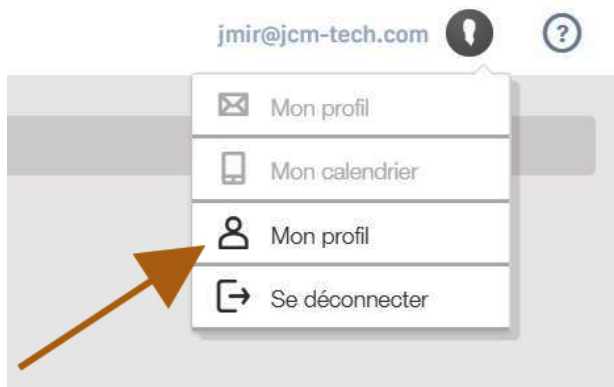 jmir@jcm-tech.com ?
Mon profil
Mon calendrier
Mon profil
Se déconnecter